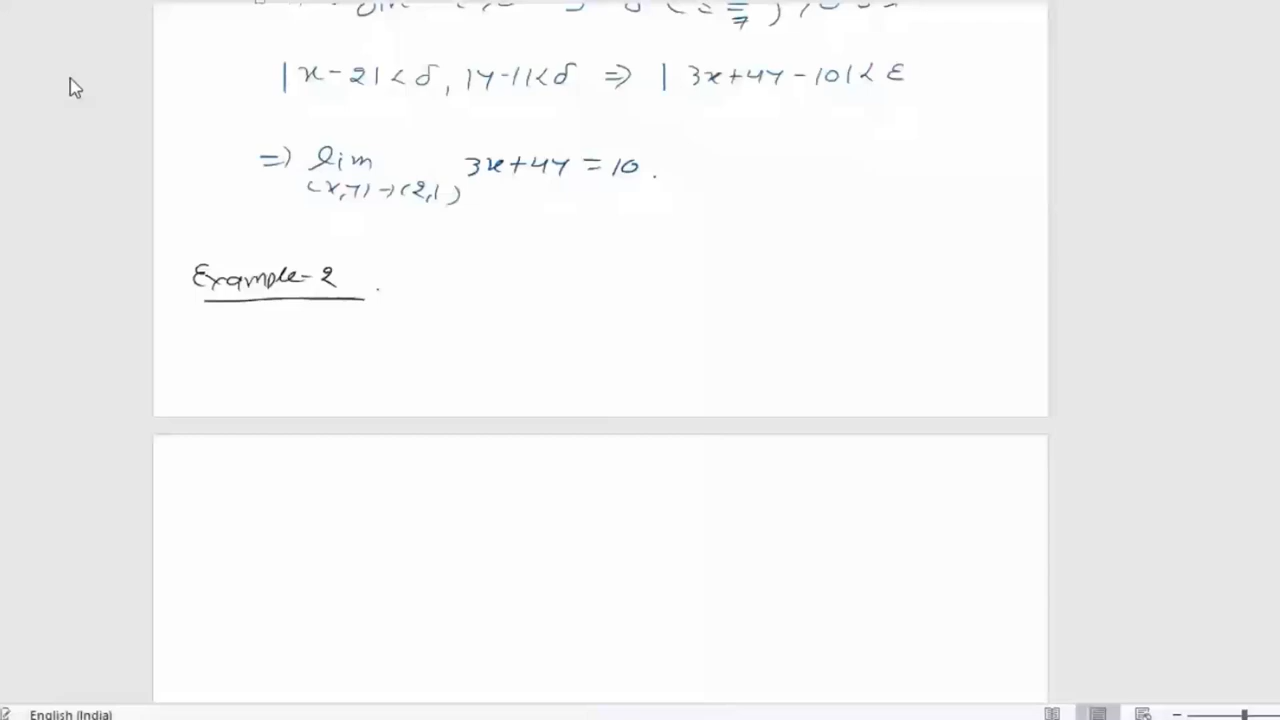 |x-2|<δ, |y-1|<δ ⇒ |3x+4y-10|<ε
⇒ lim 3x+4y = 10.
(x,y)→(2,1)
Example-2.
English (India)